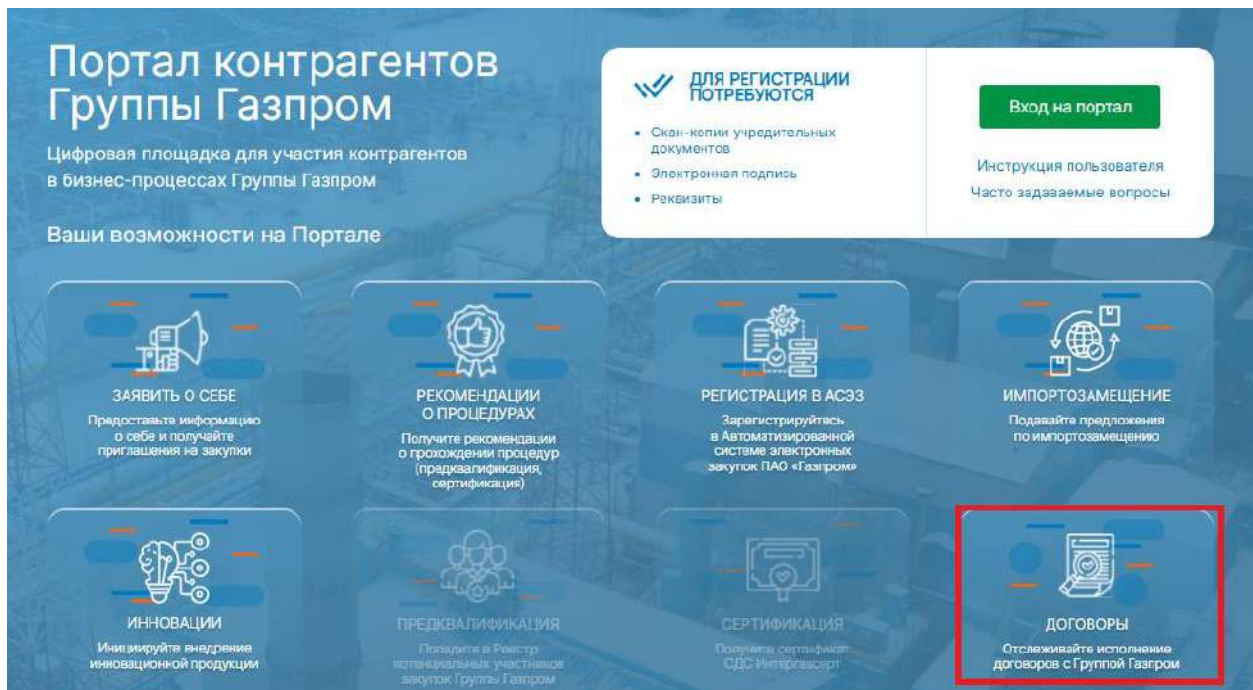 Портал контрагентов
Группы Газпром
Цифровая площадка для участия контрагентов
в бизнес-процессах Группы Газпром
Ваши возможности на Портале
ДЛЯ РЕГИСТРАЦИИ
ПОТРЕБУЮТСЯ
• Скан-копии учредительных
документов
• Электронная подпись
• Реквизиты
Вход на портал
Инструкция пользователя
Часто задаваемые вопросы
ЗАЯВИТЬ О СЕБЕ
Предоставьте информацию
о себе и получайте
приглашения на закупки
РЕКОМЕНДАЦИИ
О ПРОЦЕДУРАХ
Получите рекомендации
о прохождении процедур
(предквалификация,
сертификация)
РЕГИСТРАЦИЯ В АСЭЗ
Зарегистрируйтесь
в Автоматизированной
системе электронных
закупок ПАО «Газпром»
ИМПОРТОЗАМЕЩЕНИЕ
Подавайте предложения
по импортозамещению
ИННОВАЦИИ
Инициируйте внедрение
инновационной продукции
ПРЕДКВАЛИФИКАЦИЯ
Попадите в Реестр
потенциальных участников
закупок Группы Газпром
СЕРТИФИКАЦИЯ
Получите сертификат
СДС Интергазсерт
ДОГОВОРЫ
Отслеживайте исполнение
договоров с Группой Газпром